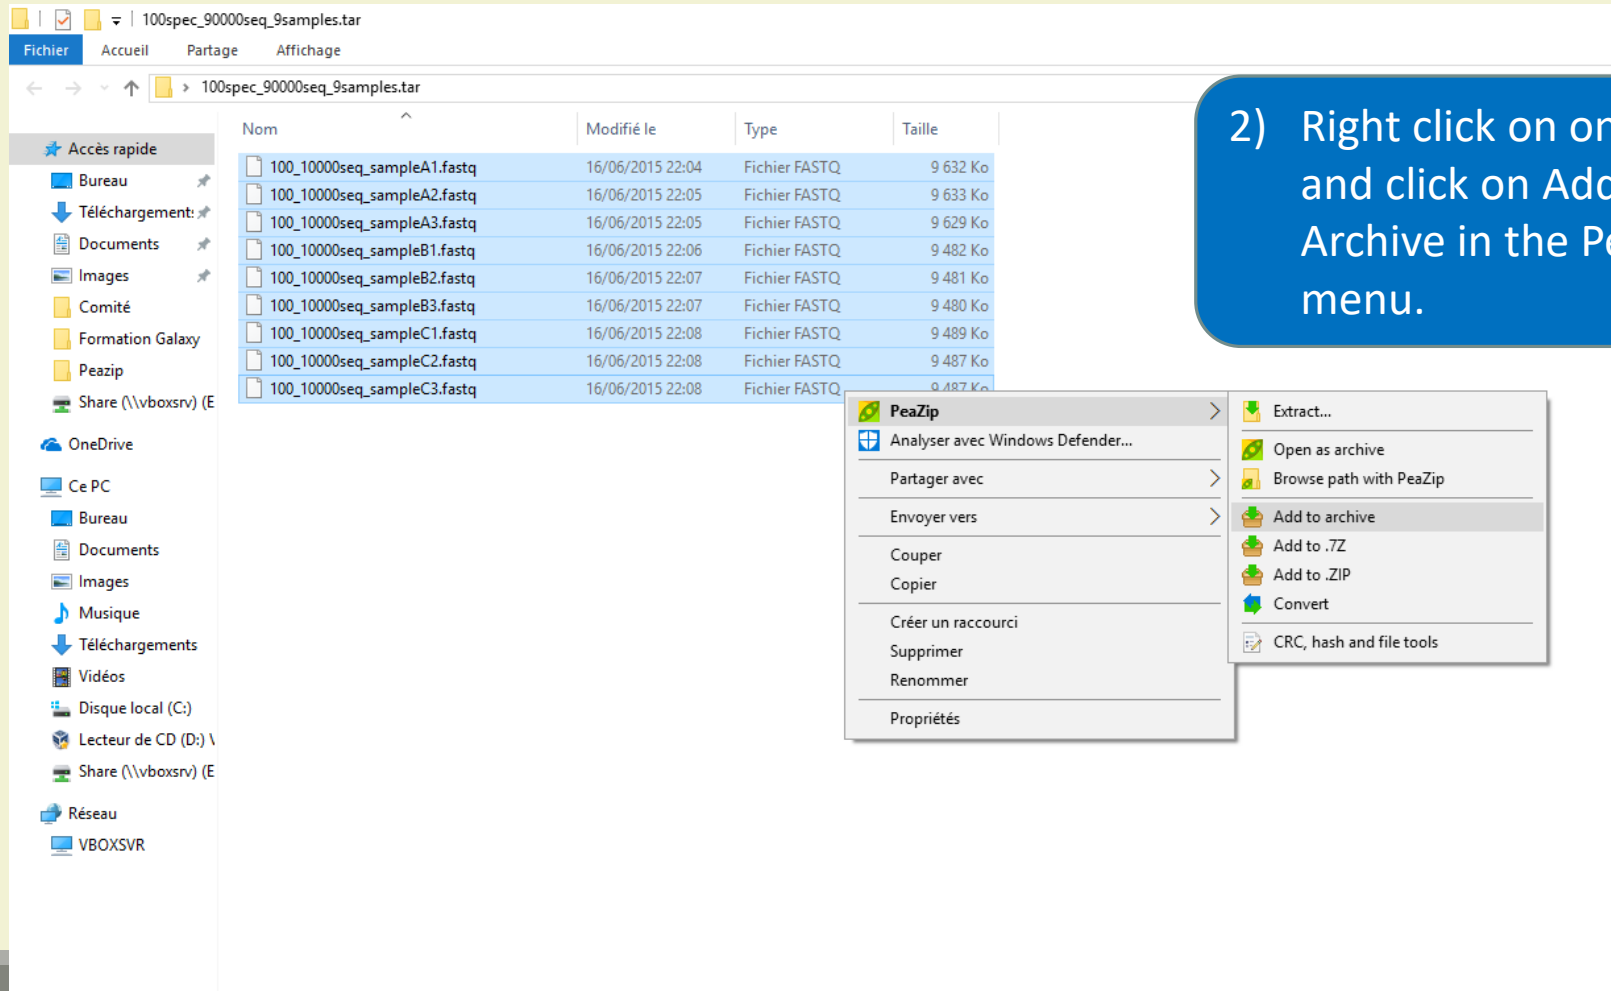 100spec_90000seq_9samples.tar
Fichier Accueil Partage Affichage
100spec_90000seq_9samples.tar
Nom Modifié le Type Taille
Accès rapide
Bureau
Téléchargement:
Documents
Images
Comité
Formation Galaxy
Peazip
Share (\\vboxsrv) (E
OneDrive
Ce PC
Bureau
Documents
Images
Musique
Téléchargements
Vidéos
Disque local (C:)
Lecteur de CD (D:) \
Share (\\vboxsrv) (E
Réseau
VBOXSVR
100_10000seq_sampleA1.fastq 16/06/2015 22:04 Fichier FASTQ 9 632 Ko
100_10000seq_sampleA2.fastq 16/06/2015 22:05 Fichier FASTQ 9 633 Ko
100_10000seq_sampleA3.fastq 16/06/2015 22:05 Fichier FASTQ 9 629 Ko
100_10000seq_sampleB1.fastq 16/06/2015 22:06 Fichier FASTQ 9 482 Ko
100_10000seq_sampleB2.fastq 16/06/2015 22:07 Fichier FASTQ 9 481 Ko
100_10000seq_sampleB3.fastq 16/06/2015 22:07 Fichier FASTQ 9 480 Ko
100_10000seq_sampleC1.fastq 16/06/2015 22:08 Fichier FASTQ 9 489 Ko
100_10000seq_sampleC2.fastq 16/06/2015 22:08 Fichier FASTQ 9 487 Ko
100_10000seq_sampleC3.fastq 16/06/2015 22:08 Fichier FASTQ 9 487 Ko
2) Right click on
and click on Add
Archive in the
menu.
PeaZip
Analyser avec Windows Defender...
Partager avec
Envoyer vers
Couper
Copier
Créer un raccourci
Supprimer
Renommer
Propriétés
Extract...
Open as archive
Browse path with PeaZip
Add to archive
Add to .7Z
Add to .ZIP
Convert
CRC, hash and file tools